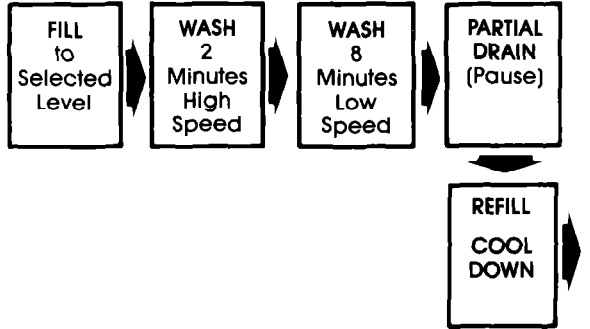 FILL
to
Selected
Level
WASH
2
Minutes
High
Speed
WASH
8
Minutes
Low
Speed
PARTIAL
DRAIN
(Pause)
REFILL
COOL
DOWN